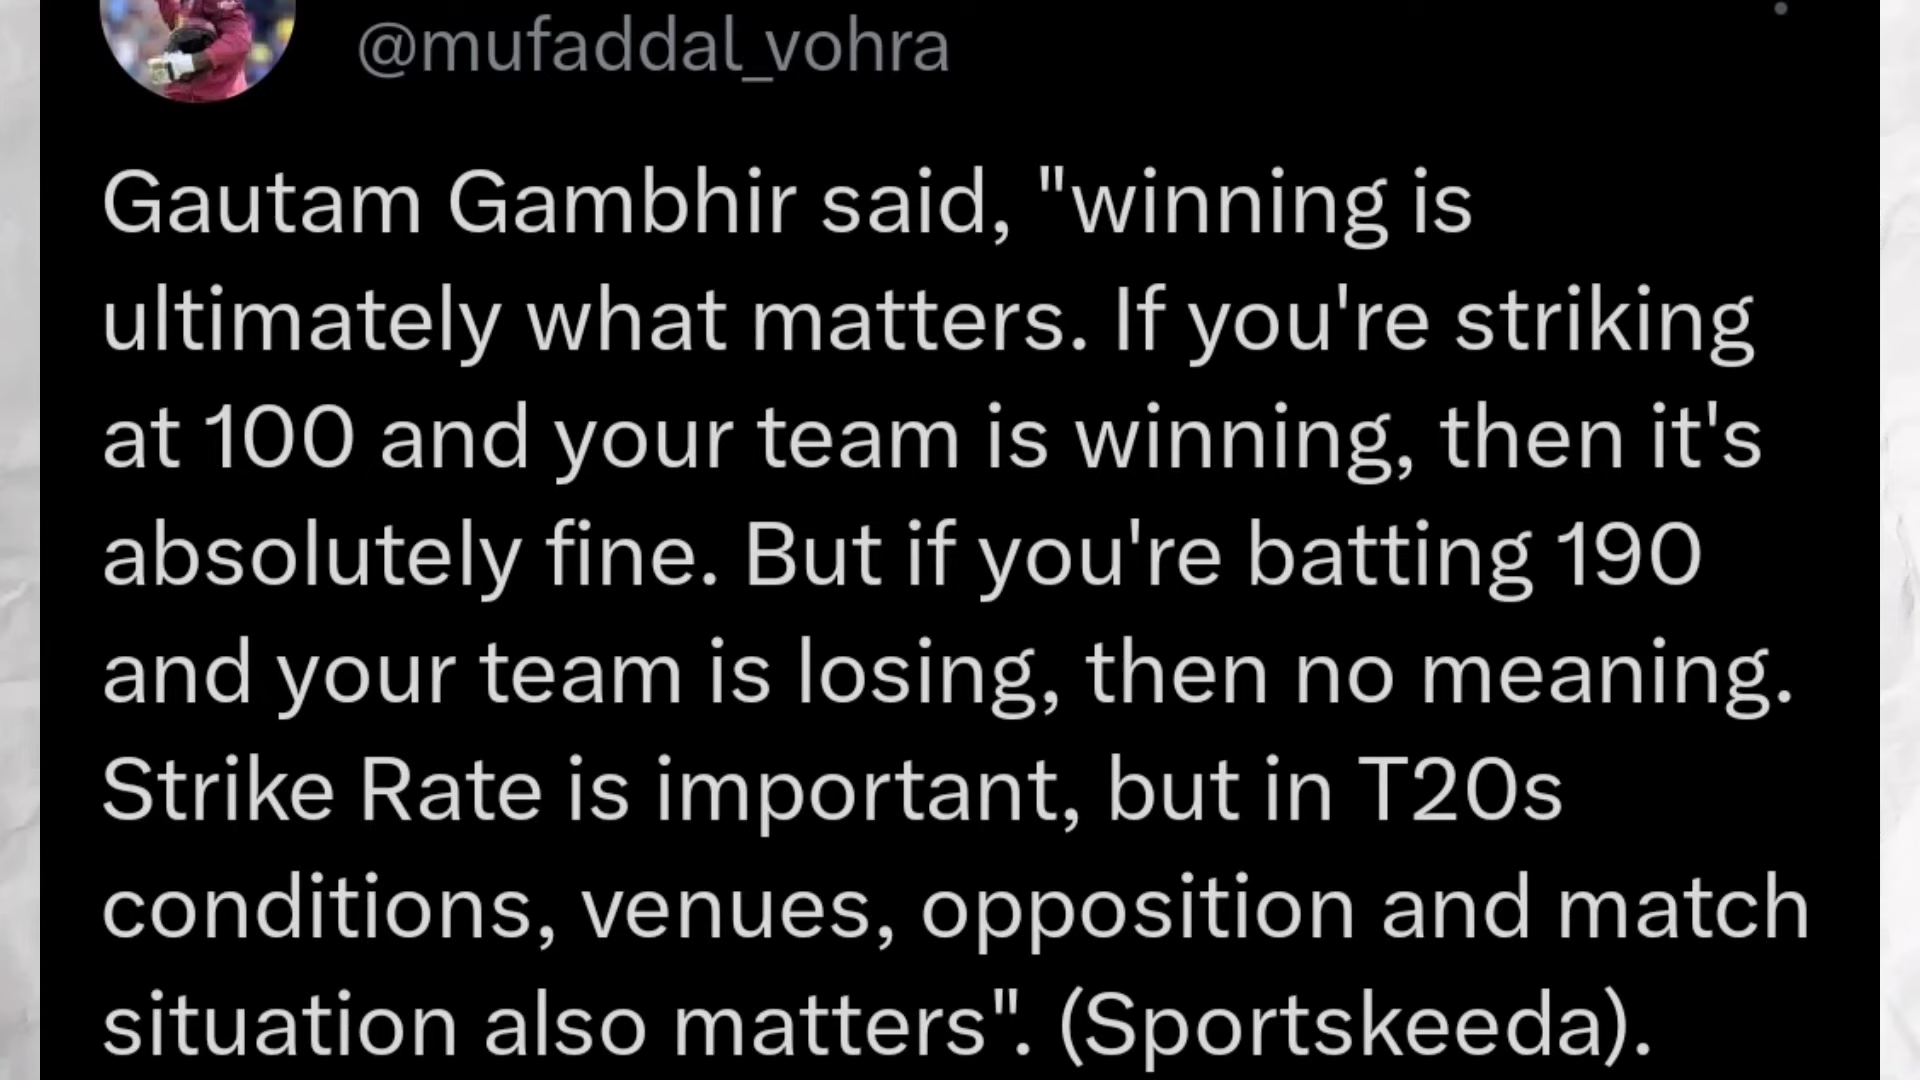 @mufaddal_vohra
Gautam Gambhir said, "winning is
ultimately what matters. If you're striking
at 100 and your team is winning, then it's
absolutely fine. But if you're batting 190
and your team is losing, then no meaning.
Strike Rate is important, but in T20s
conditions, venues, opposition and match
situation also matters". (Sportskeeda).